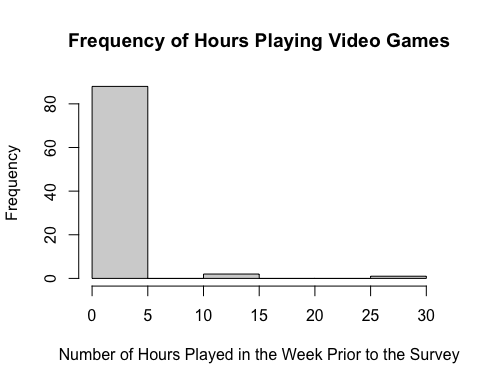 Frequency of Hours Playing Video Games
Frequency
80
60
40
20
0
0 5 10 15 20 25 30
Number of Hours Played in the Week Prior to the Survey